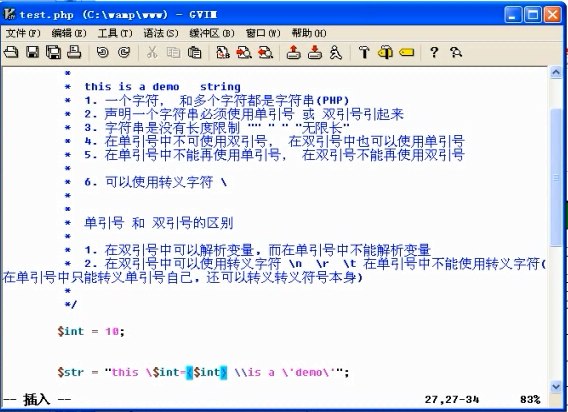 test.php (C:\wamp\www) - GVIM
文件(F) 编辑(E) 工具(T) 语法(S) 缓冲区(B) 窗口(W) 帮助(H)
*
* this is a demo string
* 1. 一个字符, 和多个字符都是字符串(PHP)
* 2. 声明一个字符串必须使用单引号 或 双引号引起来
* 3. 字符串是没有长度限制 "" " " "无限长"
* 4. 在单引号中不可使用双引号, 在双引号中也可以使用单引号
* 5. 在单引号中不能再使用单引号, 在双引号不能再使用双引号
*
* 6. 可以使用转义字符 \
*
*
* 单引号 和 双引号的区别
*
* 1. 在双引号中可以解析变量，而在单引号中不能解析变量
* 2. 在双引号中可以使用转义字符 \n \r \t 在单引号中不能使用转义字符(
在单引号中只能转义单引号自己，还可以转义转义符号本身)
*
*/
$int = 10;
$str = "this \$int={$int} \\is a \'demo\'";
-- 插入 -- 27,27-34 83%